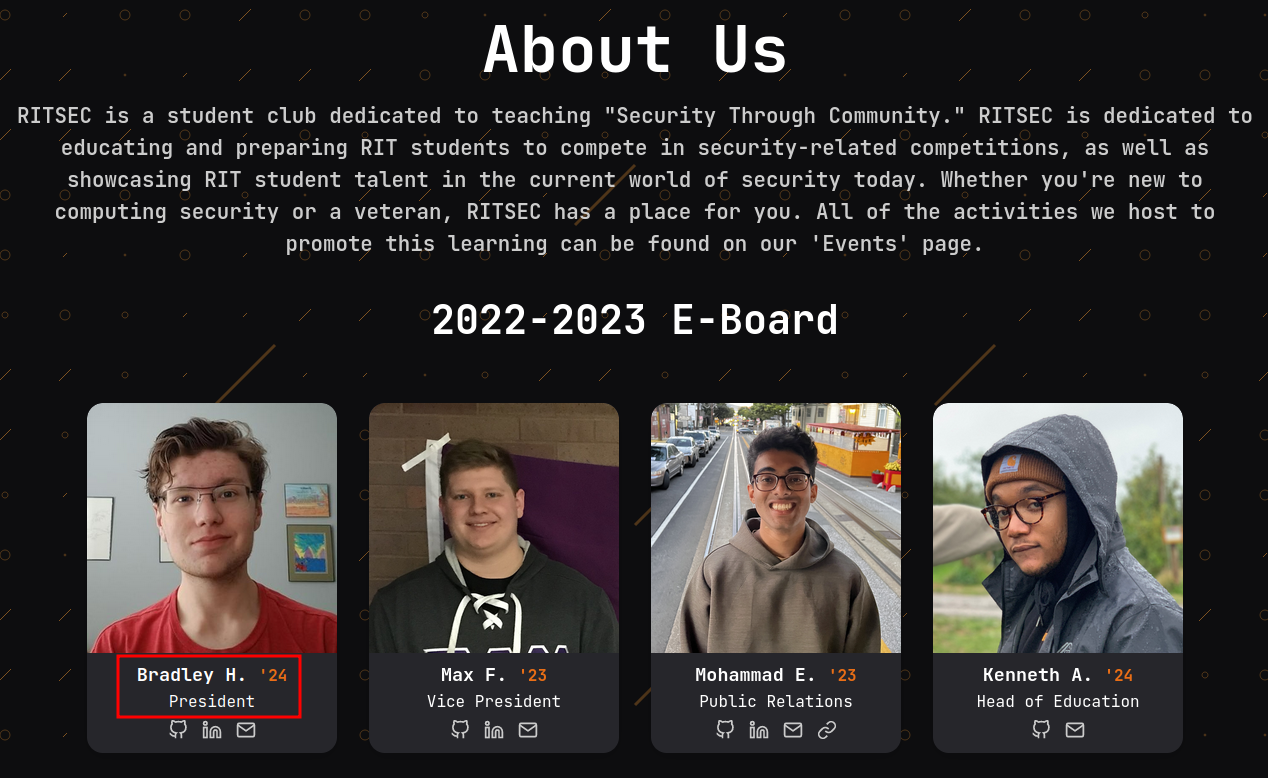 About Us
RITSEC is a student club dedicated to teaching "Security Through Community." RITSEC is dedicated to
educating and preparing RIT students to compete in security-related competitions, as well as
showcasing RIT student talent in the current world of security today. Whether you're new to
computing security or a veteran, RITSEC has a place for you. All of the activities we host to
promote this learning can be found on our 'Events' page.
2022-2023 E-Board
Bradley H. '24
President
Max F. '23
Vice President
Mohammad E. '23
Public Relations
Kenneth A. '24
Head of Education